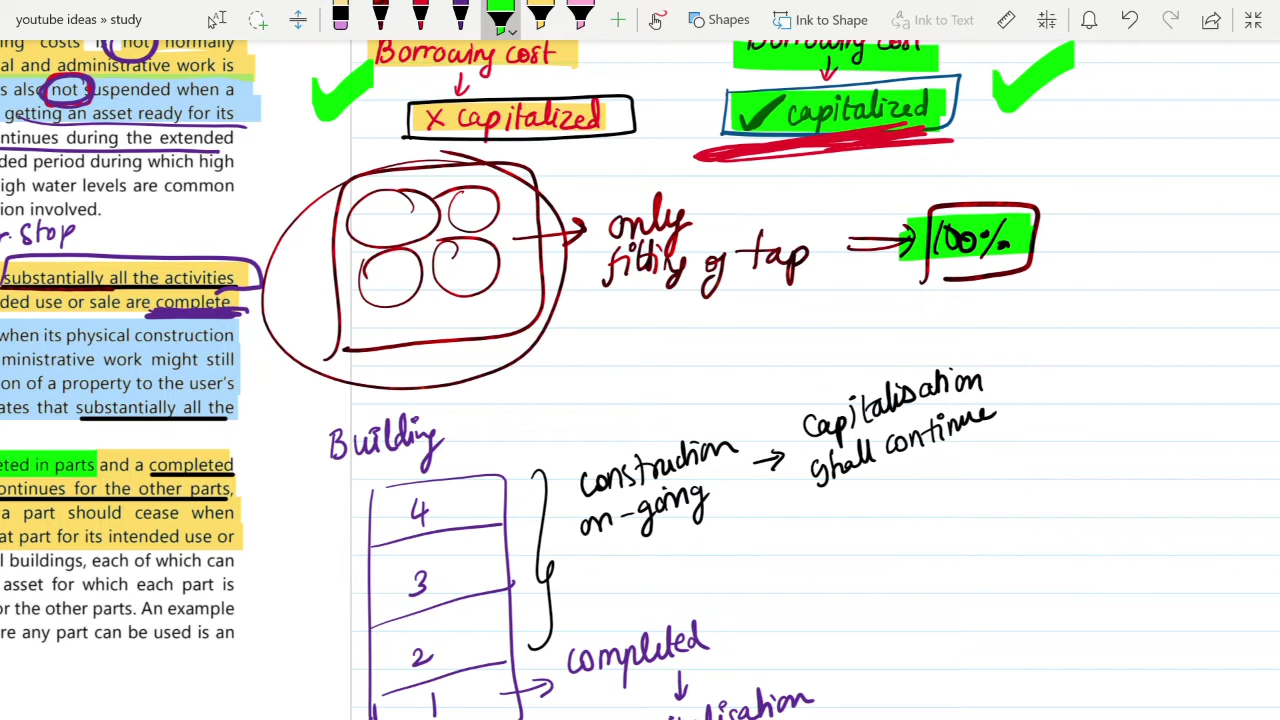 youtube ideas » study
Shapes
Ink to Shape
Ink to Text
ing costs is not normally
al and administrative work is
s also not suspended when a
getting an asset ready for its
ontinues during the extended
ded period during which high
igh water levels are common
ion involved.
r. stop
substantially all the activities
ded use or sale are complete
when its physical construction
ministrative work might still
on of a property to the user's
ates that substantially all the
eted in parts and a completed
ontinues for the other parts,
a part should cease when
at part for its intended use or
l buildings, each of which can
asset for which each part is
or the other parts. An example
re any part can be used is an
Borrowing cost
x capitalized
Borrowing cost
✓ capitalized
only
fitting of tap
100%
Building
4
3
2
1
construction
on-going
capitalisation
shall continue
completed
italisation